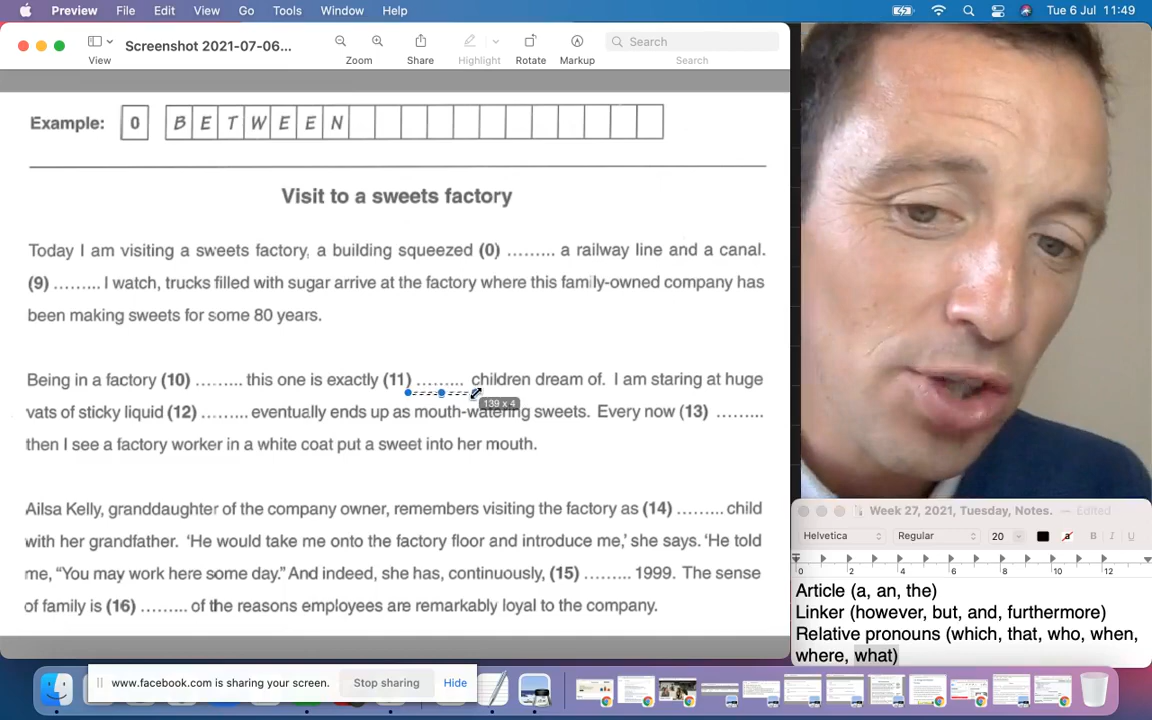 Preview File Edit View Go Tools Window Help Tue 6 Jul 11:49
Screenshot 2021-07-06... Search
View Zoom Share Highlight Rotate Markup Search
Example: 0 B E T W E E N
Visit to a sweets factory
Today I am visiting a sweets factory, a building squeezed (0) ......... a railway line and a canal.
(9) ......... I watch, trucks filled with sugar arrive at the factory where this family-owned company has
been making sweets for some 80 years.
Being in a factory (10) ......... this one is exactly (11) ......... children dream of. I am staring at huge
139 x 4
vats of sticky liquid (12) ......... eventually ends up as mouth-watering sweets. Every now (13) .........
then I see a factory worker in a white coat put a sweet into her mouth.
Ailsa Kelly, granddaughter of the company owner, remembers visiting the factory as (14) ......... child
with her grandfather. ‘He would take me onto the factory floor and introduce me,’ she says. ‘He told
me, “You may work here some day.” And indeed, she has, continuously, (15) ......... 1999. The sense
of family is (16) ......... of the reasons employees are remarkably loyal to the company.
Week 27, 2021, Tuesday, Notes. — Edited
Helvetica Regular 20 a B I U
0 2 4 6 8 10 12
Article (a, an, the)
Linker (however, but, and, furthermore)
Relative pronouns (which, that, who, when,
where, what)
www.facebook.com is sharing your screen. Stop sharing Hide